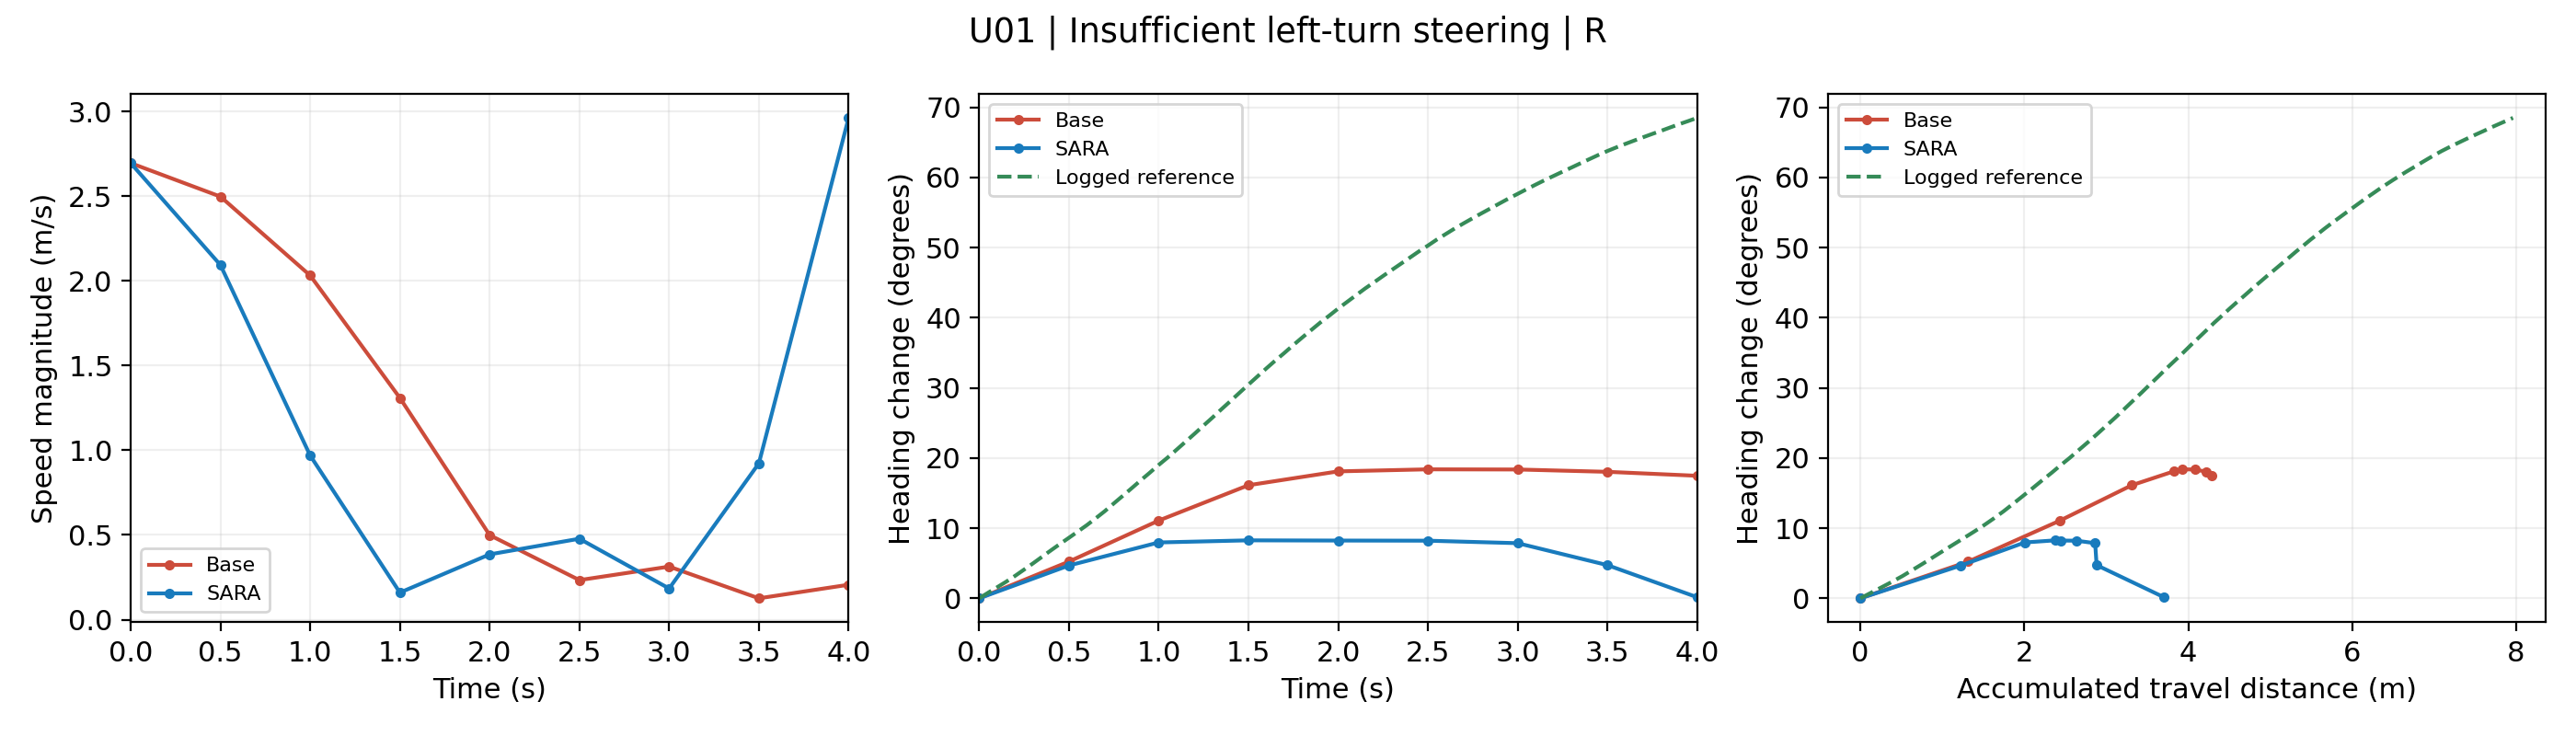 U01 | Insufficient left-turn steering | R
Speed magnitude (m/s)
3.0
2.5
2.0
1.5
1.0
0.5
0.0
Base
SARA
0.0 0.5 1.0 1.5 2.0 2.5 3.0 3.5 4.0
Time (s)
Heading change (degrees)
70
60
50
40
30
20
10
0
Base
SARA
Logged reference
0.0 0.5 1.0 1.5 2.0 2.5 3.0 3.5 4.0
Time (s)
Heading change (degrees)
70
60
50
40
30
20
10
0
Base
SARA
Logged reference
0 2 4 6 8
Accumulated travel distance (m)